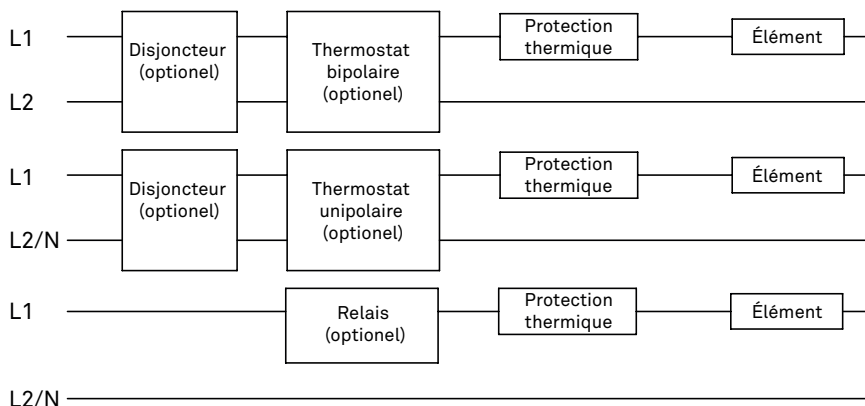 L1
Disjoncteur
(optionel)
Thermostat
bipolaire
(optionel)
Protection
thermique
Élément
L2
L1
Disjoncteur
(optionel)
Thermostat
unipolaire
(optionel)
Protection
thermique
Élément
L2/N
L1
Relais
(optionel)
Protection
thermique
Élément
L2/N